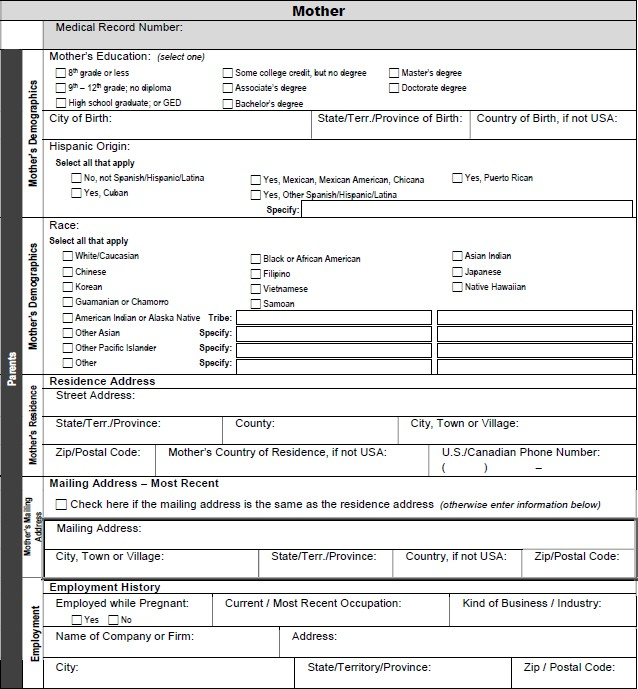 Mother
Medical Record Number:
Parents
Mother's Demographics
Mother's Education: (select one)
8th grade or less
Some college credit, but no degree
Master's degree
9th – 12th grade; no diploma
Associate's degree
Doctorate degree
High school graduate; or GED
Bachelor's degree
City of Birth:
State/Terr./Province of Birth:
Country of Birth, if not USA:
Hispanic Origin:
Select all that apply
No, not Spanish/Hispanic/Latina
Yes, Mexican, Mexican American, Chicana
Yes, Puerto Rican
Yes, Cuban
Yes, Other Spanish/Hispanic/Latina
Specify:
Mother's Demographics
Race:
Select all that apply
White/Caucasian
Black or African American
Asian Indian
Chinese
Filipino
Japanese
Korean
Vietnamese
Native Hawaiian
Guamanian or Chamorro
Samoan
American Indian or Alaska Native Tribe:
Other Asian Specify:
Other Pacific Islander Specify:
Other Specify:
Mother's Residence
Residence Address
Street Address:
State/Terr./Province:
County:
City, Town or Village:
Zip/Postal Code:
Mother's Country of Residence, if not USA:
U.S./Canadian Phone Number:
( ) –
Mother's Mailing
Address
Mailing Address – Most Recent
Check here if the mailing address is the same as the residence address (otherwise enter information below)
Mailing Address:
City, Town or Village:
State/Terr./Province:
Country, if not USA:
Zip/Postal Code:
Employment
Employment History
Employed while Pregnant:
Yes No
Current / Most Recent Occupation:
Kind of Business / Industry:
Name of Company or Firm:
Address:
City:
State/Territory/Province:
Zip / Postal Code: